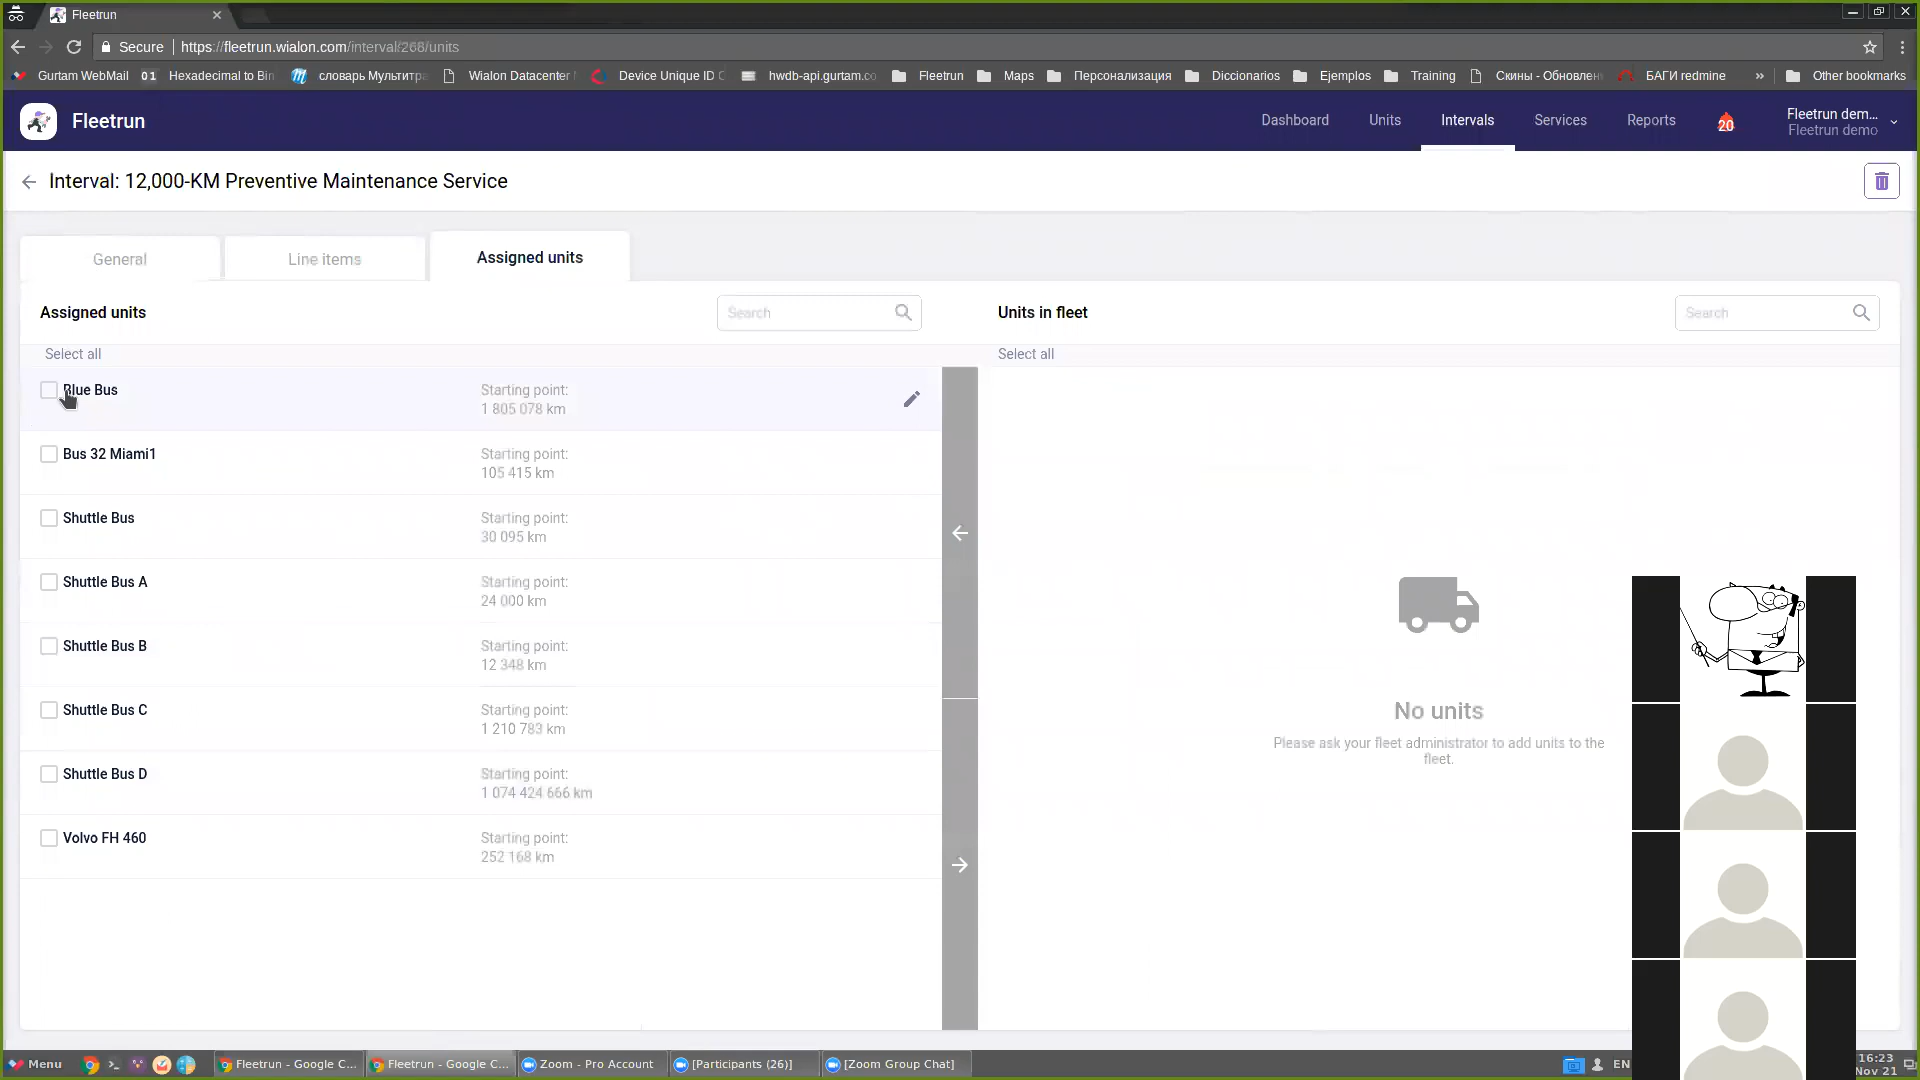 Fleetrun
Secure https://fleetrun.wialon.com/interval/268/units
Gurtam WebMail
01 Hexadecimal to Bin
словарь Мультитра
Wialon Datacenter
Device Unique ID C
hwdb-api.gurtam.co
Fleetrun
Maps
Персонализация
Diccionarios
Ejemplos
Training
Скины - Обновлен
БАГИ redmine
»
Other bookmarks
Fleetrun
Dashboard
Units
Intervals
Services
Reports
20
Fleetrun dem...
Fleetrun demo
Interval: 12,000-KM Preventive Maintenance Service
General
Line items
Assigned units
Assigned units
Search
Units in fleet
Search
Select all
Select all
Blue Bus
Starting point:
1 805 078 km
Bus 32 Miami1
Starting point:
105 415 km
Shuttle Bus
Starting point:
30 095 km
Shuttle Bus A
Starting point:
24 000 km
Shuttle Bus B
Starting point:
12 348 km
Shuttle Bus C
Starting point:
1 210 783 km
Shuttle Bus D
Starting point:
1 074 424 666 km
Volvo FH 460
Starting point:
252 168 km
No units
Please ask your fleet administrator to add units to the
fleet.
Menu
Fleetrun - Google C...
Fleetrun - Google C...
Zoom - Pro Account
[Participants (26)]
[Zoom Group Chat]
EN
16:23
Nov 21